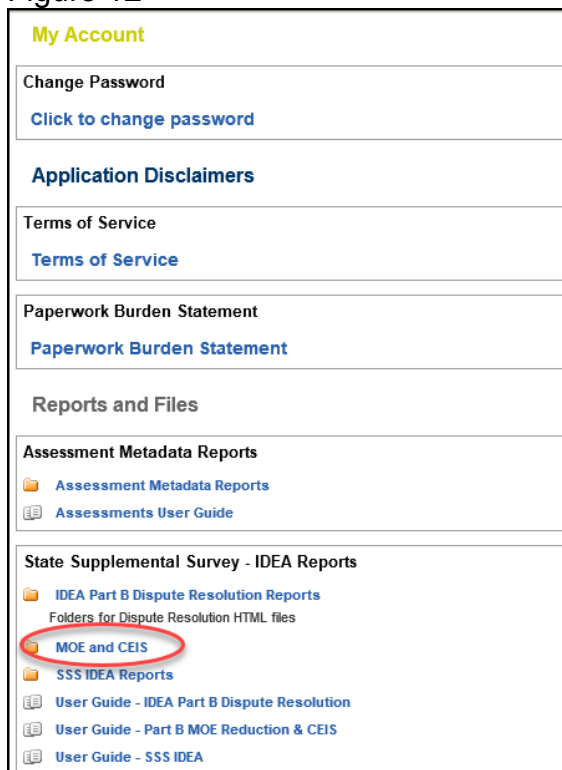 Figure 12
My Account
Change Password
Click to change password
Application Disclaimers
Terms of Service
Terms of Service
Paperwork Burden Statement
Paperwork Burden Statement
Reports and Files
Assessment Metadata Reports
Assessment Metadata Reports
Assessments User Guide
State Supplemental Survey - IDEA Reports
IDEA Part B Dispute Resolution Reports
Folders for Dispute Resolution HTML files
MOE and CEIS
SSS IDEA Reports
User Guide - IDEA Part B Dispute Resolution
User Guide - Part B MOE Reduction & CEIS
User Guide - SSS IDEA